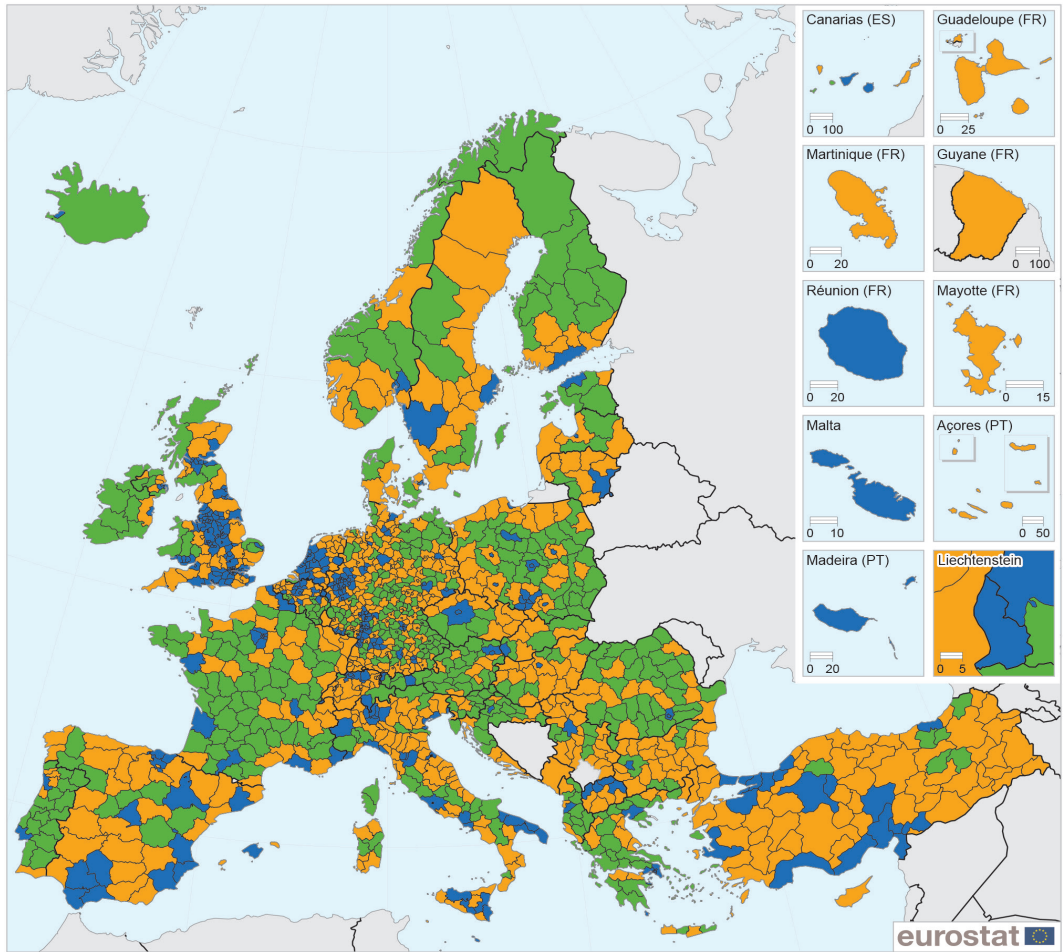 Canarias (ES)
0 100
Guadeloupe (FR)
0 25
Martinique (FR)
0 20
Guyane (FR)
0 100
Réunion (FR)
0 20
Mayotte (FR)
0 15
Malta
0 10
Açores (PT)
0 50
Madeira (PT)
0 20
Liechtenstein
0 5
eurostat